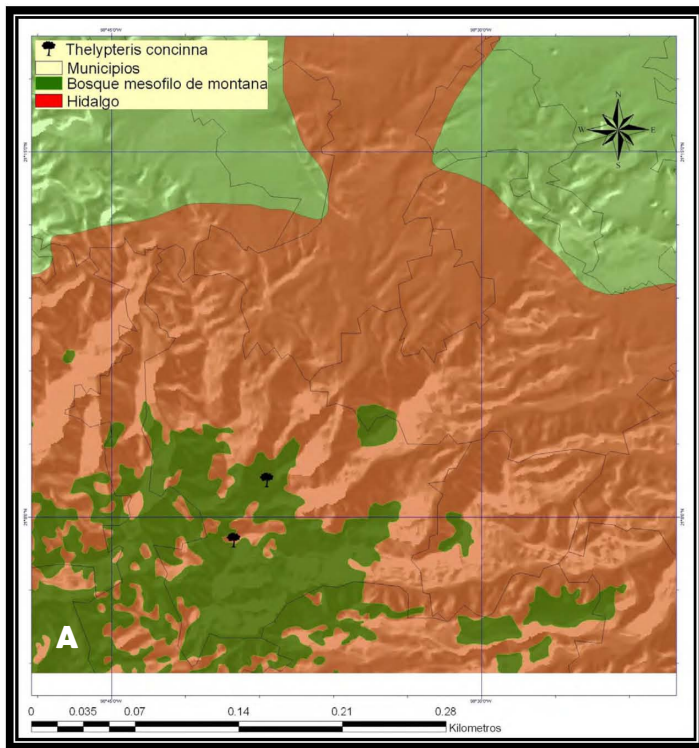 Thelypteris concinna
Municipios
Bosque mesofilo de montana
Hidalgo
N
W E
S
A
0 0.035 0.07 0.14 0.21 0.28
Kilometros